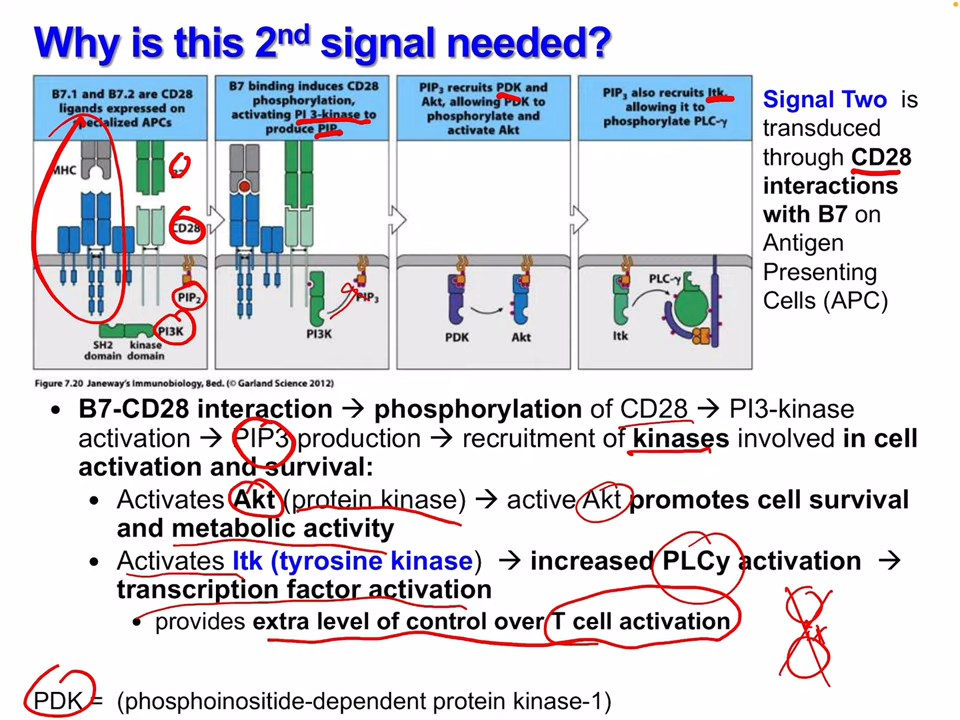 Why is this 2nd signal needed?
B7.1 and B7.2 are CD28
ligands expressed on
specialized APCs
B7 binding induces CD28
phosphorylation,
activating PI 3-kinase to
produce PIP
PIP3 recruits PDK and
Akt, allowing PDK to
phosphorylate and
activate Akt
PIP3 also recruits Itk,
allowing it to
phosphorylate PLC-γ
MHC
CD28
PIP2
PI3K
SH2 kinase
domain domain
PIP3
PI3K
PDK
Akt
PLC-γ
Itk
Signal Two is
transduced
through CD28
interactions
with B7 on
Antigen
Presenting
Cells (APC)
Figure 7.20 Janeway's Immunobiology, 8ed. (© Garland Science 2012)
• B7-CD28 interaction → phosphorylation of CD28 → PI3-kinase
activation → PIP3 production → recruitment of kinases involved in cell
activation and survival:
• Activates Akt (protein kinase) → active Akt promotes cell survival
and metabolic activity
• Activates Itk (tyrosine kinase) → increased PLCy activation →
transcription factor activation
• provides extra level of control over T cell activation
PDK = (phosphoinositide-dependent protein kinase-1)